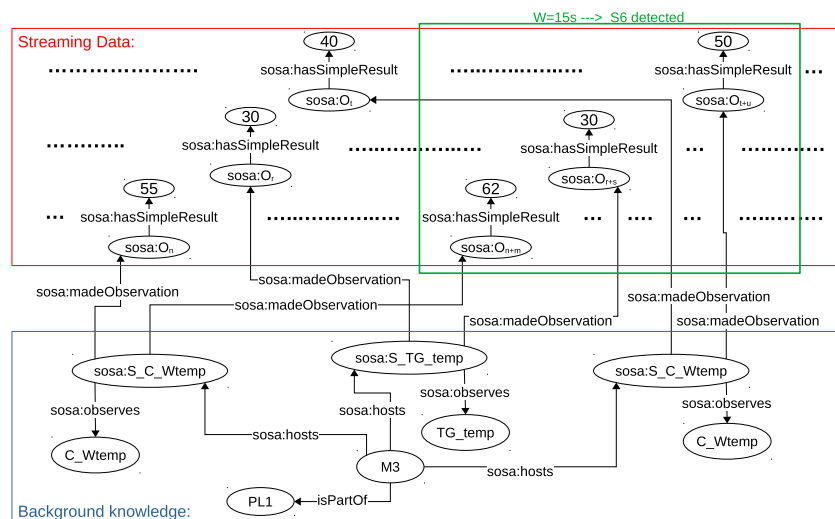 W=15s ---> S6 detected
Streaming Data:
40
50
sosa:hasSimpleResult
sosa:hasSimpleResult
sosa:Ot
sosa:Ot+u
30
30
sosa:hasSimpleResult
sosa:hasSimpleResult
sosa:Or
sosa:Or+s
55
62
sosa:hasSimpleResult
sosa:hasSimpleResult
sosa:On
sosa:On+m
sosa:madeObservation
sosa:madeObservation
sosa:madeObservation
sosa:madeObservation
sosa:madeObservation
sosa:madeObservation
sosa:S_C_Wtemp
sosa:S_TG_temp
sosa:S_C_Wtemp
sosa:observes
sosa:hosts
sosa:observes
sosa:observes
sosa:hosts
TG_temp
C_Wtemp
C_Wtemp
M3
sosa:hosts
PL1
isPartOf
Background knowledge: